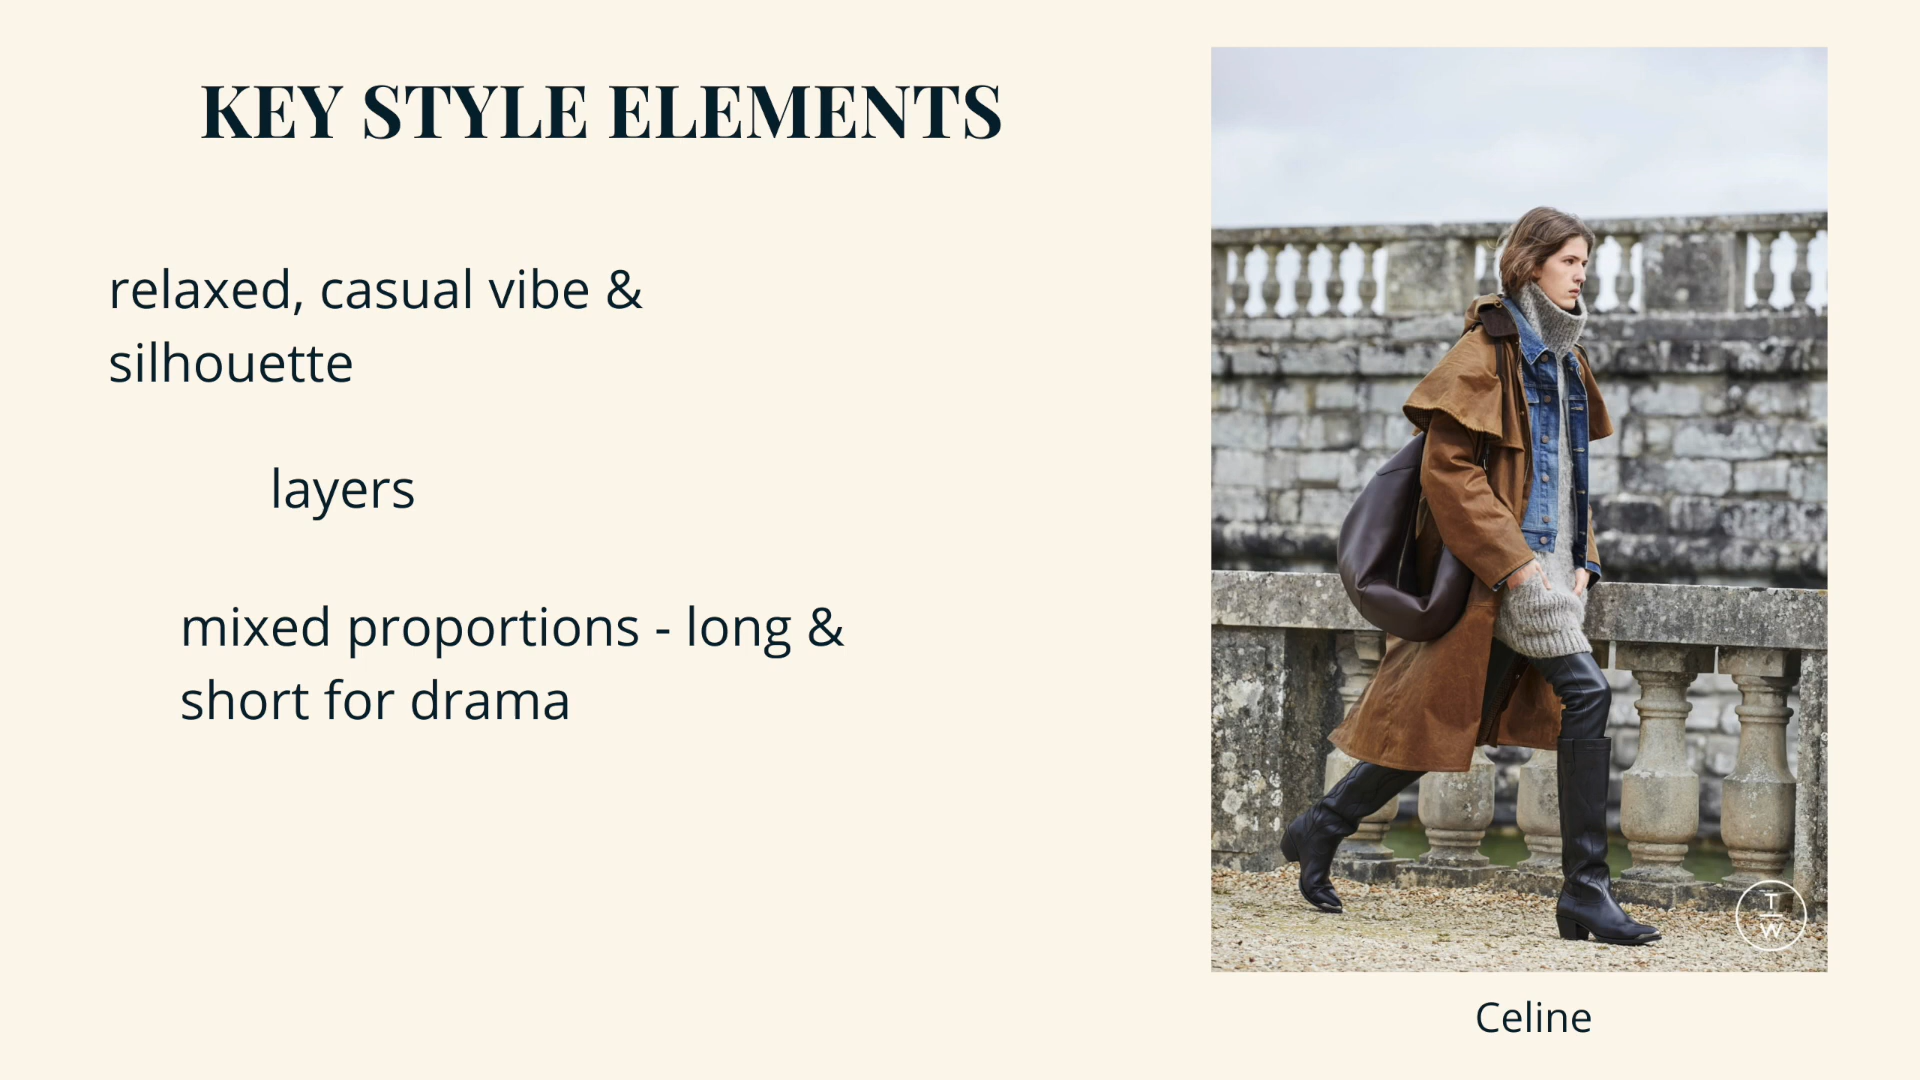 KEY STYLE ELEMENTS
relaxed, casual vibe &
silhouette
layers
mixed proportions - long &
short for drama
T
W
Celine